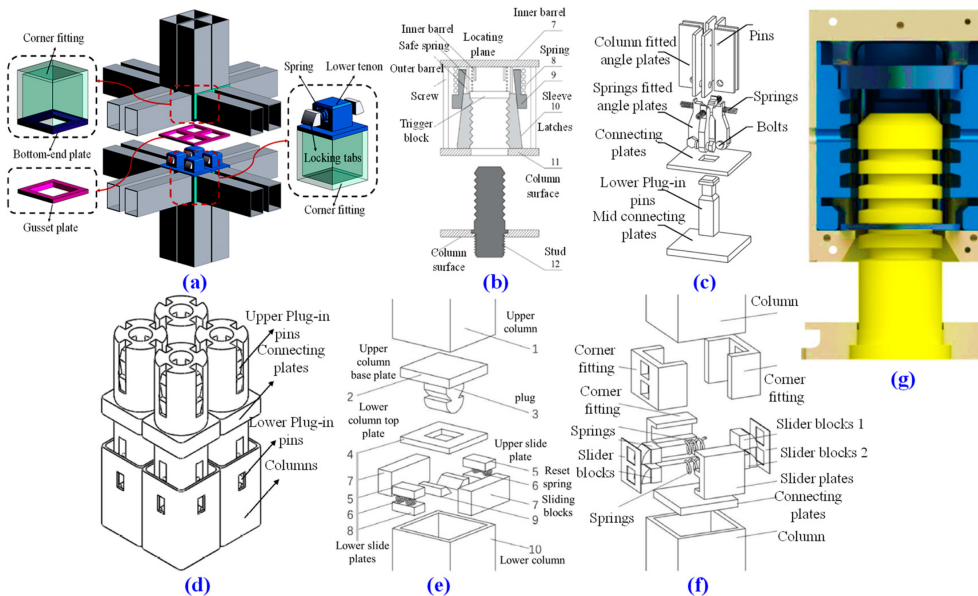 Corner fitting
Bottom-end plate
Gusset plate
Spring
Lower tenon
Locking tabs
Corner fitting
(a)
Inner barrel
Safe spring
Outer barrel
Screw
Trigger
block
Locating
plane
Inner barrel
7
Spring
8
9
Sleeve
10
Latches
11
Column
surface
Column
surface
Stud
12
(b)
Column fitted
angle plates
Pins
Springs fitted
angle plates
Springs
Connecting
plates
Bolts
Lower Plug-in
pins
Mid connecting
plates
(c)
(g)
Upper Plug-in
pins
Connecting
plates
Lower Plug-in
pins
Columns
(d)
Upper
column
1
Upper
column
base plate
2
plug
3
Lower
column top
plate
4
Upper slide
plate
5
Reset
6
spring
7
5
6
8
7
Sliding
blocks
9
Lower slide
plates
10
Lower column
(e)
Column
Corner
fitting
Corner
fitting
Corner
fitting
Springs
Slider
blocks
Slider blocks 1
Slider blocks 2
Slider plates
Springs
Connecting
plates
Column
(f)